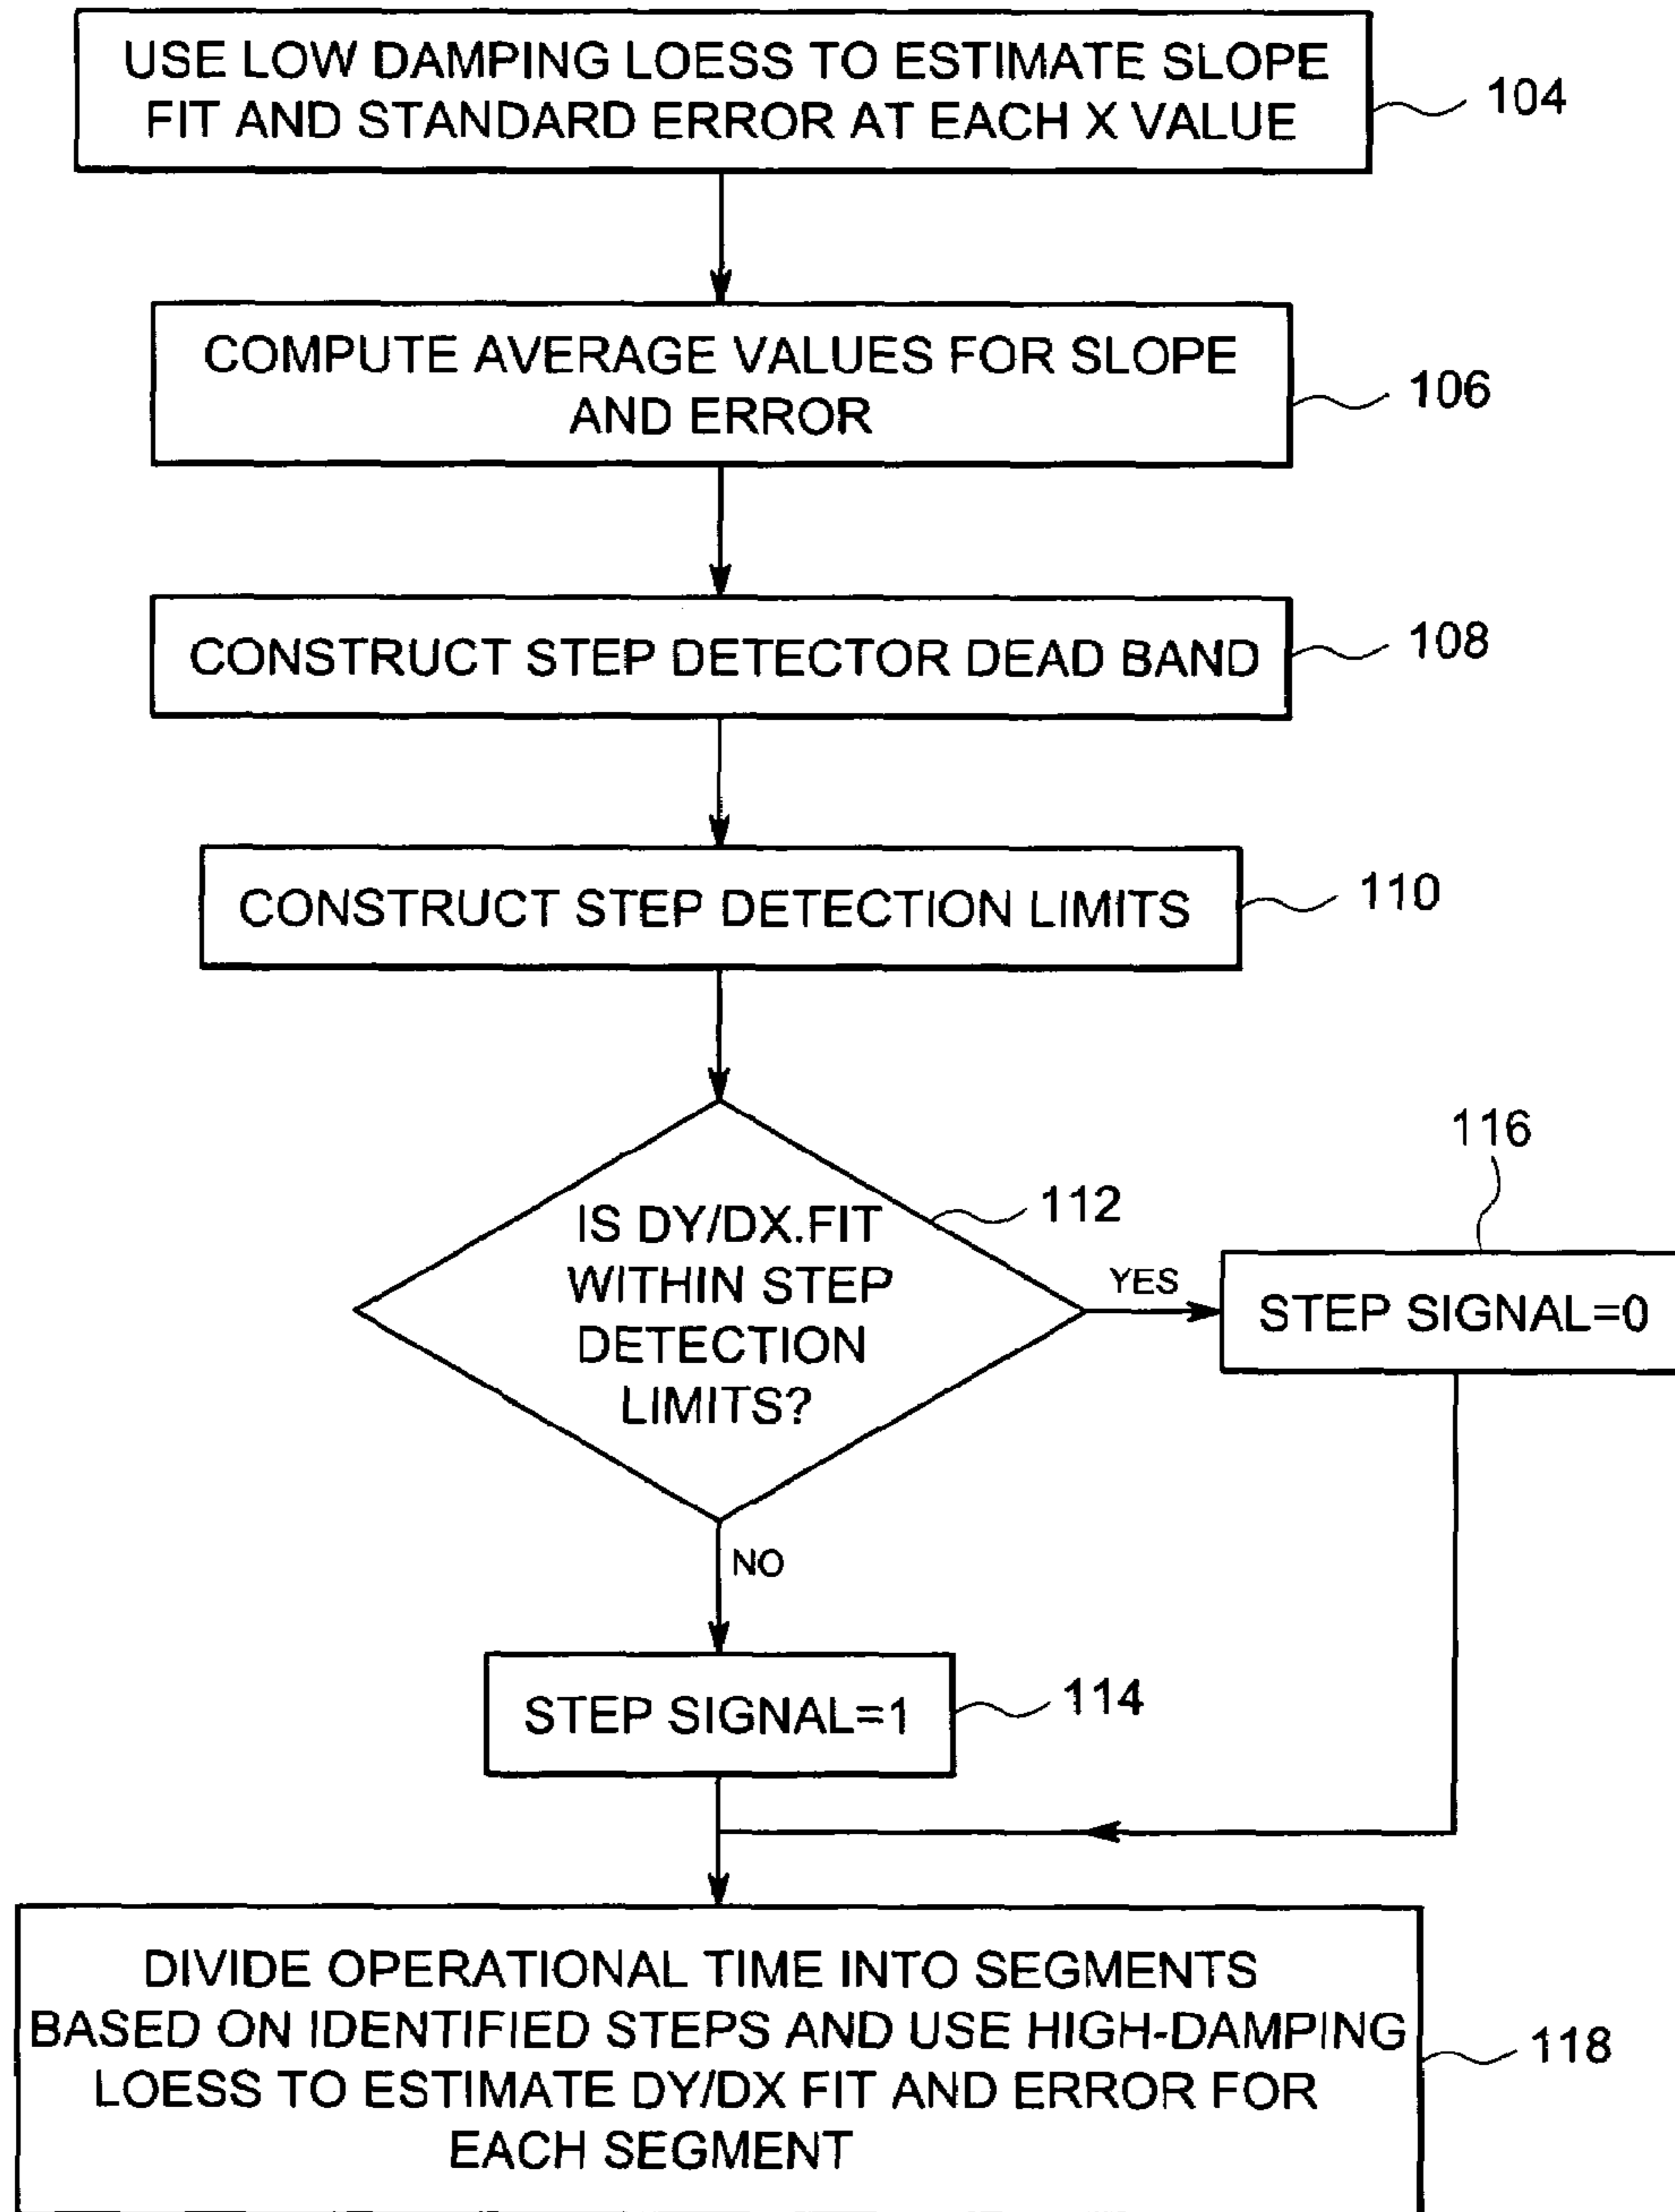 USE LOW DAMPING LOESS TO ESTIMATE SLOPE
FIT AND STANDARD ERROR AT EACH X VALUE
104
COMPUTE AVERAGE VALUES FOR SLOPE
AND ERROR
106
CONSTRUCT STEP DETECTOR DEAD BAND
108
CONSTRUCT STEP DETECTION LIMITS
110
IS DY/DX.FIT
WITHIN STEP
DETECTION
LIMITS?
112
YES
116
STEP SIGNAL=0
NO
STEP SIGNAL=1
114
DIVIDE OPERATIONAL TIME INTO SEGMENTS
BASED ON IDENTIFIED STEPS AND USE HIGH-DAMPING
LOESS TO ESTIMATE DY/DX FIT AND ERROR FOR
EACH SEGMENT
118